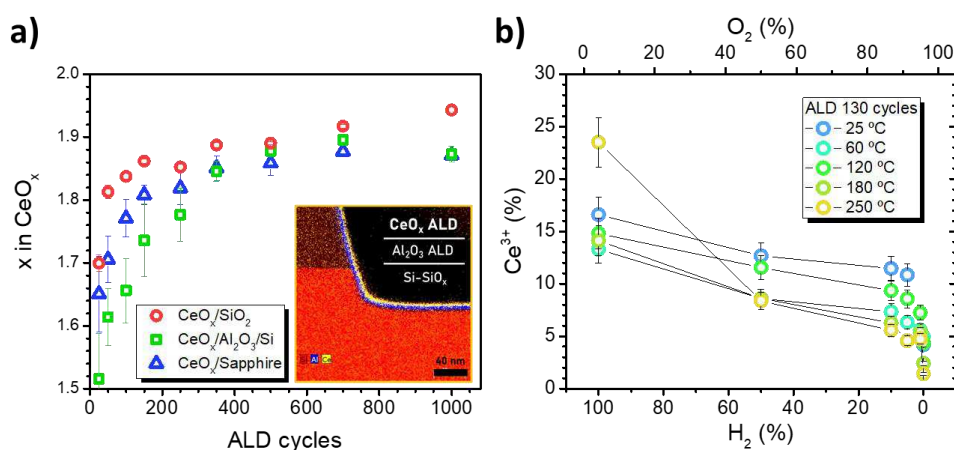 a)
2.0
1.9
1.8
1.7
1.6
1.5
x in CeOₓ
0 200 400 600 800 1000
ALD cycles
CeOₓ/SiO₂
CeOₓ/Al₂O₃/Si
CeOₓ/Sapphire
CeOₓ ALD
Al₂O₃ ALD
Si-SiOₓ
Al Ce
40 nm
b)
O₂ (%)
0 20 40 60 80 100
30
25
20
15
10
5
0
Ce³⁺ (%)
ALD 130 cycles
25 ºC
60 ºC
120 ºC
180 ºC
250 ºC
100 80 60 40 20 0
H₂ (%)